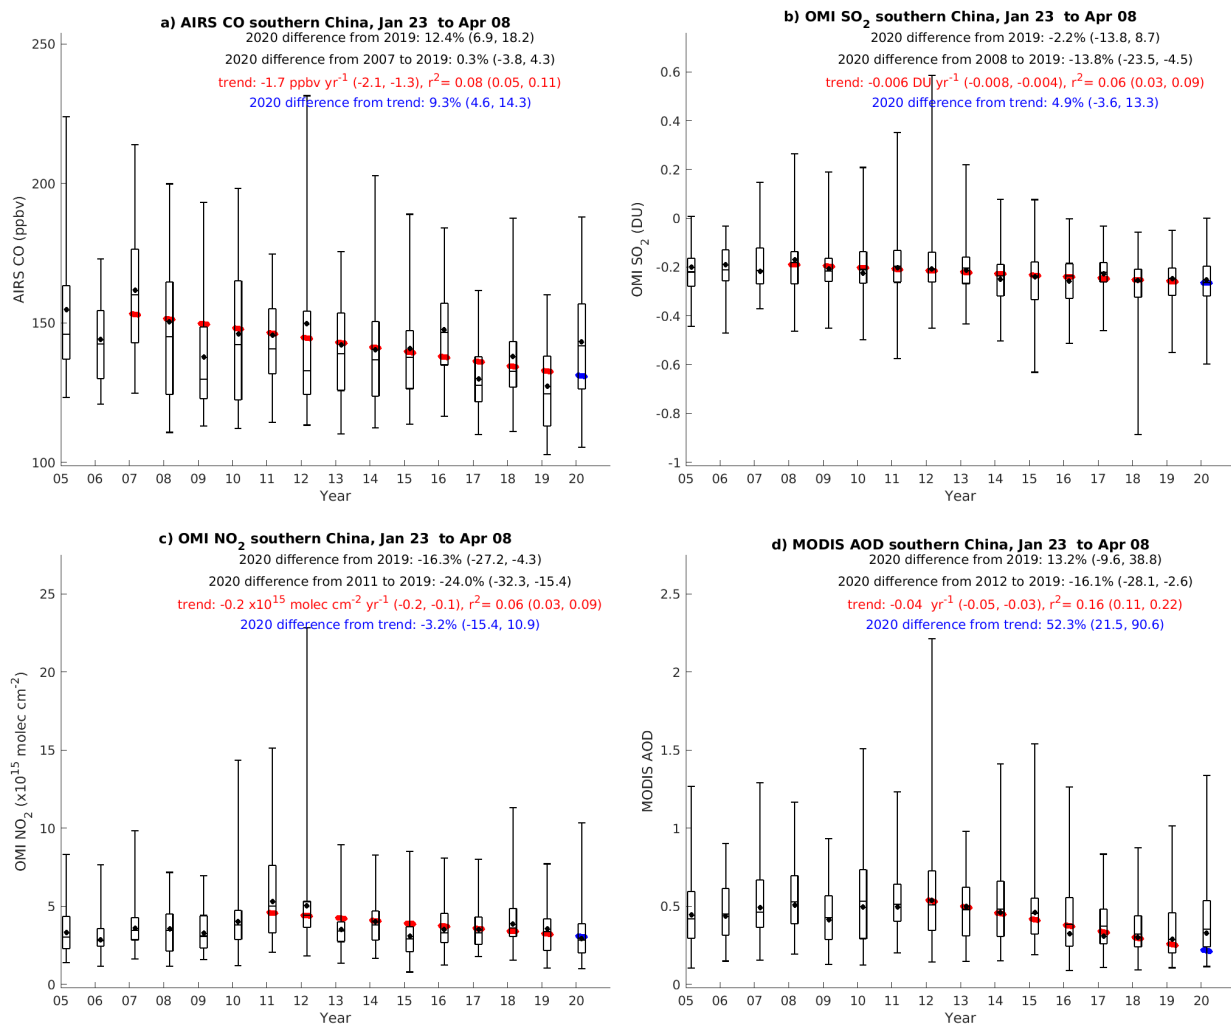 a) AIRS CO southern China, Jan 23 to Apr 08
2020 difference from 2019: 12.4% (6.9, 18.2)
2020 difference from 2007 to 2019: 0.3% (-3.8, 4.3)
trend: -1.7 ppbv yr-1 (-2.1, -1.3), r2= 0.08 (0.05, 0.11)
2020 difference from trend: 9.3% (4.6, 14.3)
AIRS CO (ppbv)
250
200
150
100
05 06 07 08 09 10 11 12 13 14 15 16 17 18 19 20
Year
b) OMI SO2 southern China, Jan 23 to Apr 08
2020 difference from 2019: -2.2% (-13.8, 8.7)
2020 difference from 2008 to 2019: -13.8% (-23.5, -4.5)
trend: -0.006 DU yr-1 (-0.008, -0.004), r2= 0.06 (0.03, 0.09)
2020 difference from trend: 4.9% (-3.6, 13.3)
OMI SO2 (DU)
0.6
0.4
0.2
0
-0.2
-0.4
-0.6
-0.8
-1
05 06 07 08 09 10 11 12 13 14 15 16 17 18 19 20
Year
c) OMI NO2 southern China, Jan 23 to Apr 08
2020 difference from 2019: -16.3% (-27.2, -4.3)
2020 difference from 2011 to 2019: -24.0% (-32.3, -15.4)
trend: -0.2 x1015 molec cm-2 yr-1 (-0.2, -0.1), r2= 0.06 (0.03, 0.09)
2020 difference from trend: -3.2% (-15.4, 10.9)
OMI NO2 (x1015 molec cm-2)
25
20
15
10
5
0
05 06 07 08 09 10 11 12 13 14 15 16 17 18 19 20
Year
d) MODIS AOD southern China, Jan 23 to Apr 08
2020 difference from 2019: 13.2% (-9.6, 38.8)
2020 difference from 2012 to 2019: -16.1% (-28.1, -2.6)
trend: -0.04 yr-1 (-0.05, -0.03), r2= 0.16 (0.11, 0.22)
2020 difference from trend: 52.3% (21.5, 90.6)
MODIS AOD
2.5
2
1.5
1
0.5
0
05 06 07 08 09 10 11 12 13 14 15 16 17 18 19 20
Year